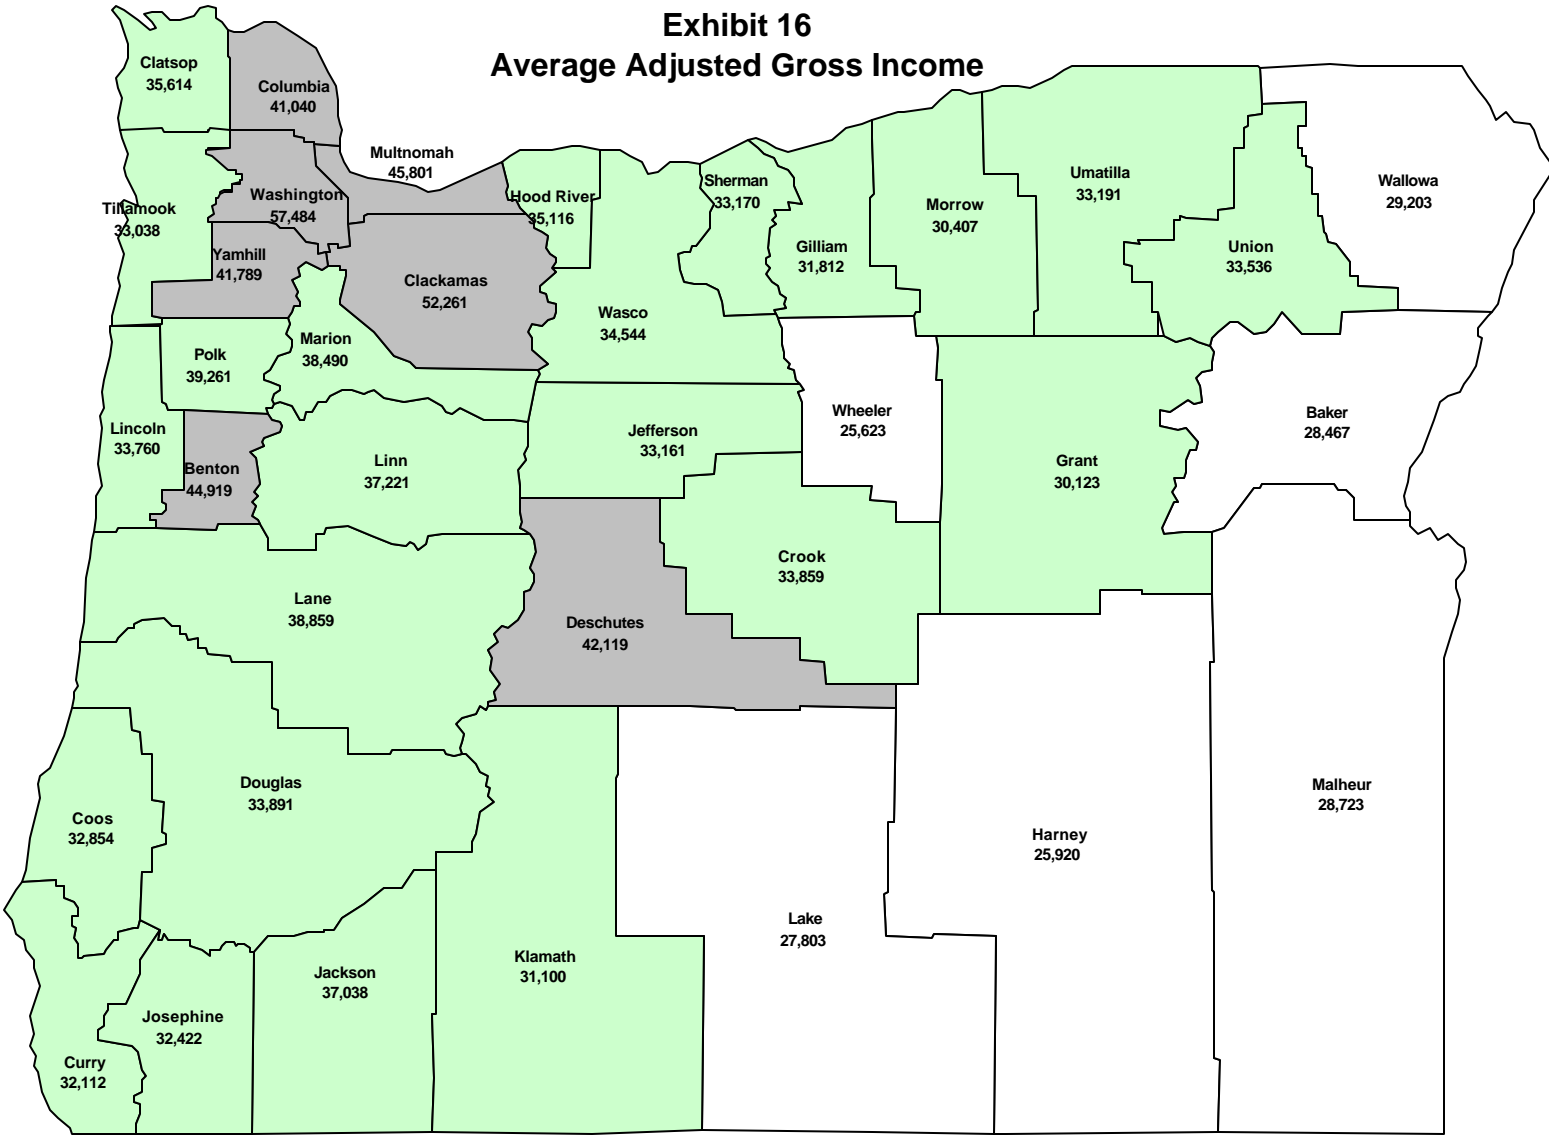 Exhibit 16
Average Adjusted Gross Income
Clatsop
35,614
Columbia
41,040
Multnomah
45,801
Washington
57,484
Tillamook
33,038
Hood River
35,116
Sherman
33,170
Umatilla
33,191
Wallowa
29,203
Morrow
30,407
Gilliam
31,812
Union
33,536
Yamhill
41,789
Clackamas
52,261
Wasco
34,544
Marion
38,490
Polk
39,261
Wheeler
25,623
Baker
28,467
Lincoln
33,760
Jefferson
33,161
Benton
44,919
Linn
37,221
Grant
30,123
Crook
33,859
Lane
38,859
Deschutes
42,119
Douglas
33,891
Malheur
28,723
Coos
32,854
Harney
25,920
Lake
27,803
Klamath
31,100
Jackson
37,038
Josephine
32,422
Curry
32,112